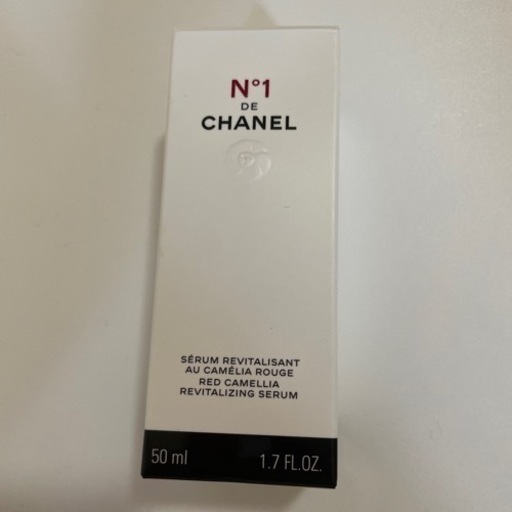 N°1
DE
CHANEL
SÉRUM REVITALISANT
AU CAMÉLIA ROUGE
RED CAMELLIA
REVITALIZING SERUM
50 ml 1.7 FL.OZ.